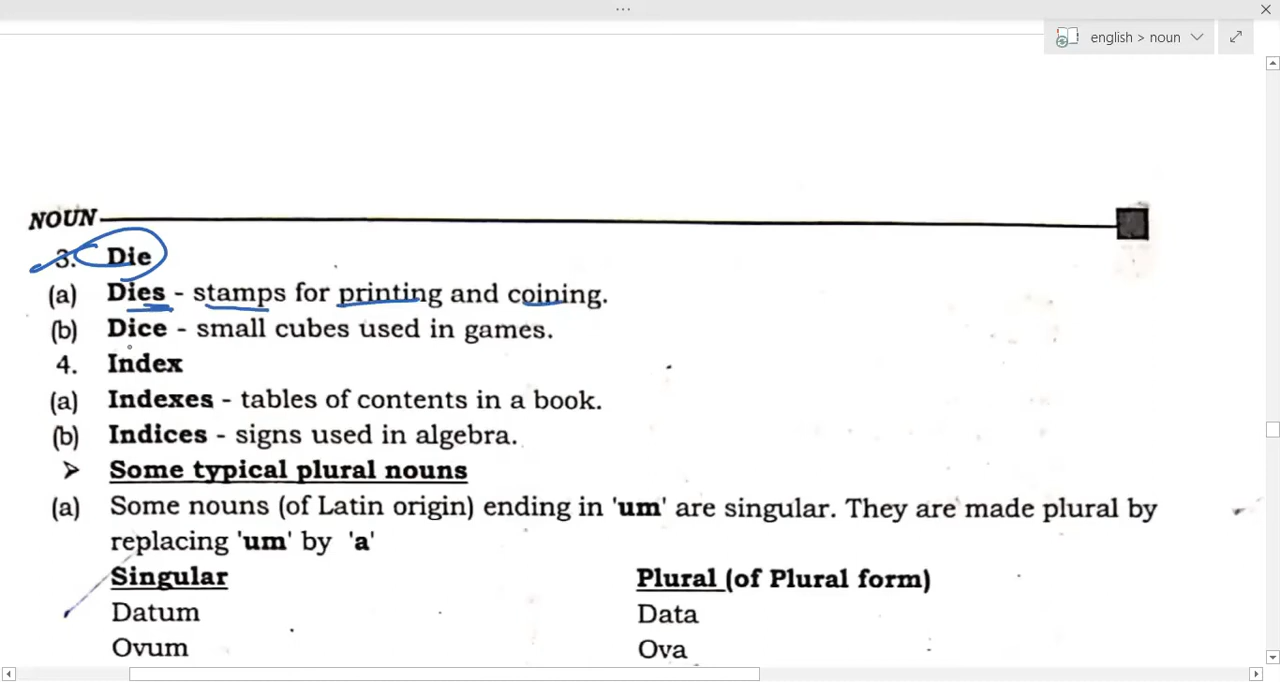 english > noun
NOUN
3. Die
(a) Dies - stamps for printing and coining.
(b) Dice - small cubes used in games.
4. Index
(a) Indexes - tables of contents in a book.
(b) Indices - signs used in algebra.
➤ Some typical plural nouns
(a) Some nouns (of Latin origin) ending in 'um' are singular. They are made plural by
replacing 'um' by 'a'
Singular Plural (of Plural form)
Datum Data
Ovum Ova